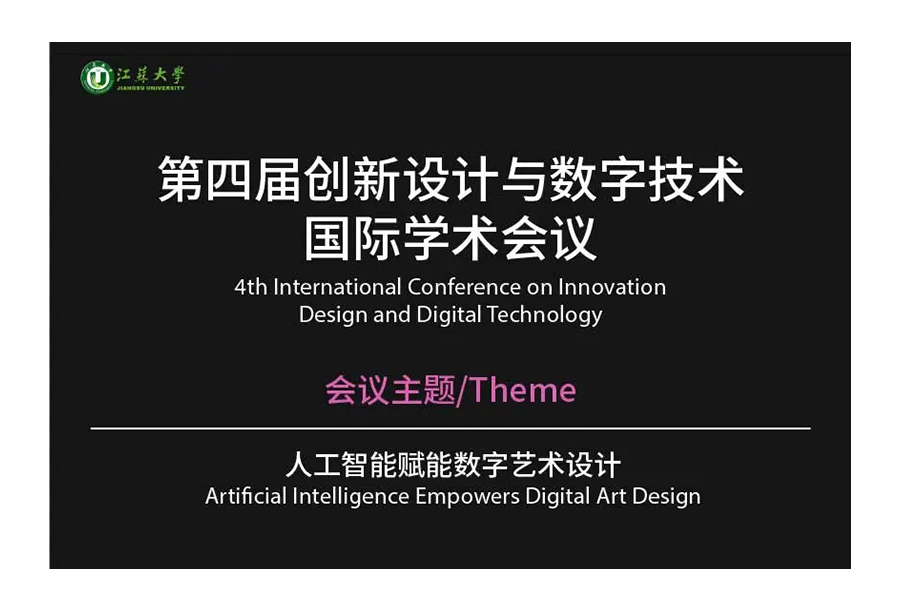 江苏大学
JIANGSU UNIVERSITY
第四届创新设计与数字技术
国际学术会议
4th International Conference on Innovation
Design and Digital Technology
会议主题/Theme
人工智能赋能数字艺术设计
Artificial Intelligence Empowers Digital Art Design